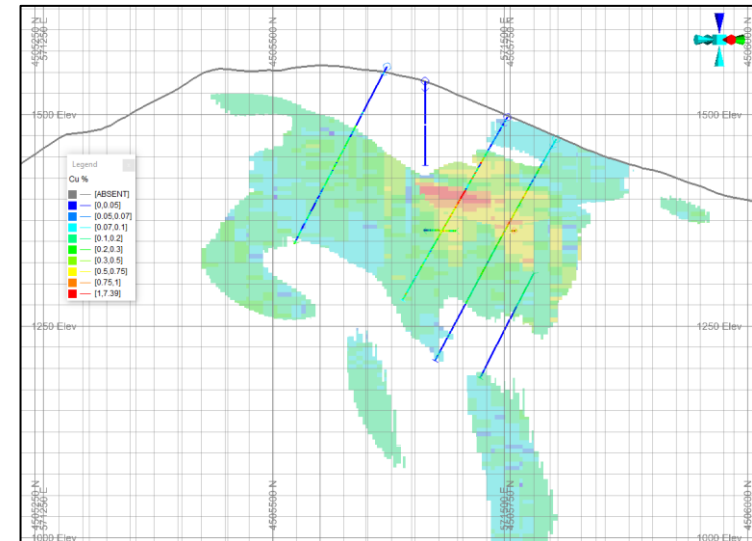 4505250 N
571250 E
4505500 N
571500 E
4505750 N
4506000 N
1500 Elev
1500 Elev
Legend
Cu %
[ABSENT]
[0,0.05]
[0.05,0.07]
[0.07,0.1]
[0.1,0.2]
[0.2,0.3]
[0.3,0.5]
[0.5,0.75]
[0.75,1]
[1,7.39]
1250 Elev
1250 Elev
1000 Elev
1000 Elev
4505250 N
571250 E
4505500 N
571500 E
4505750 N
4506000 N